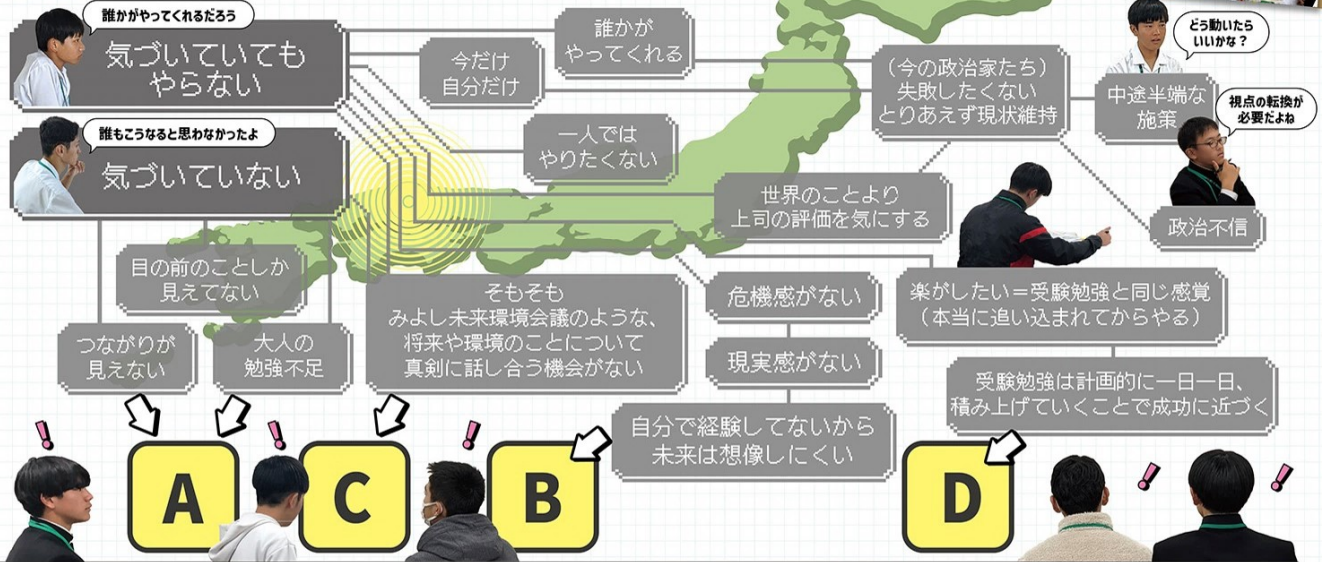 誰かがやってくれるだろう
気づいていても
やらない
誰もこうなると思わなかったよ
気づいていない
今だけ
自分だけ
誰かが
やってくれる
一人では
やりたくない
(今の政治家たち)
失敗したくない
とりあえず現状維持
どう動いたら
いいかな?
中途半端な
施策
視点の転換が
必要だよね
世界のことより
上司の評価を気にする
政治不信
目の前のことしか
見えてない
つながりが
見えない
大人の
勉強不足
そもそも
みよし未来環境会議のような、
将来や環境のことについて
真剣に話し合う機会がない
危機感がない
現実感がない
自分で経験してないから
未来は想像しにくい
楽がしたい=受験勉強と同じ感覚
(本当に追い込まれてからやる)
受験勉強は計画的に一日一日、
積み上げていくことで成功に近づく
!
A
!
C
!
B
D
!
!